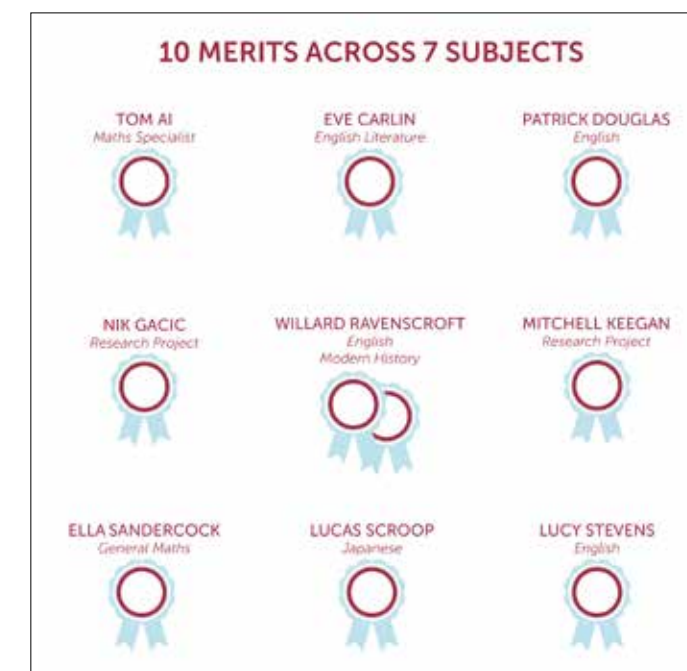 10 MERITS ACROSS 7 SUBJECTS
TOM AI
Maths Specialist
EVE CARLIN
English Literature
PATRICK DOUGLAS
English
NIK GACIC
Research Project
WILLARD RAVENSCROFT
English
Modern History
MITCHELL KEEGAN
Research Project
ELLA SANDERCOCK
General Maths
LUCAS SCROOP
Japanese
LUCY STEVENS
English